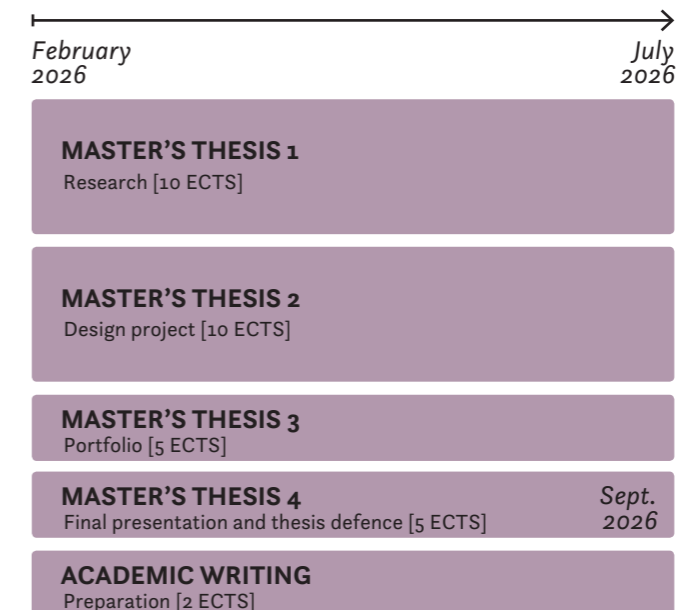 February
2026
July
2026
MASTER’S THESIS 1
Research [10 ECTS]
MASTER’S THESIS 2
Design project [10 ECTS]
MASTER’S THESIS 3
Portfolio [5 ECTS]
MASTER’S THESIS 4
Final presentation and thesis defence [5 ECTS]
Sept.
2026
ACADEMIC WRITING
Preparation [2 ECTS]